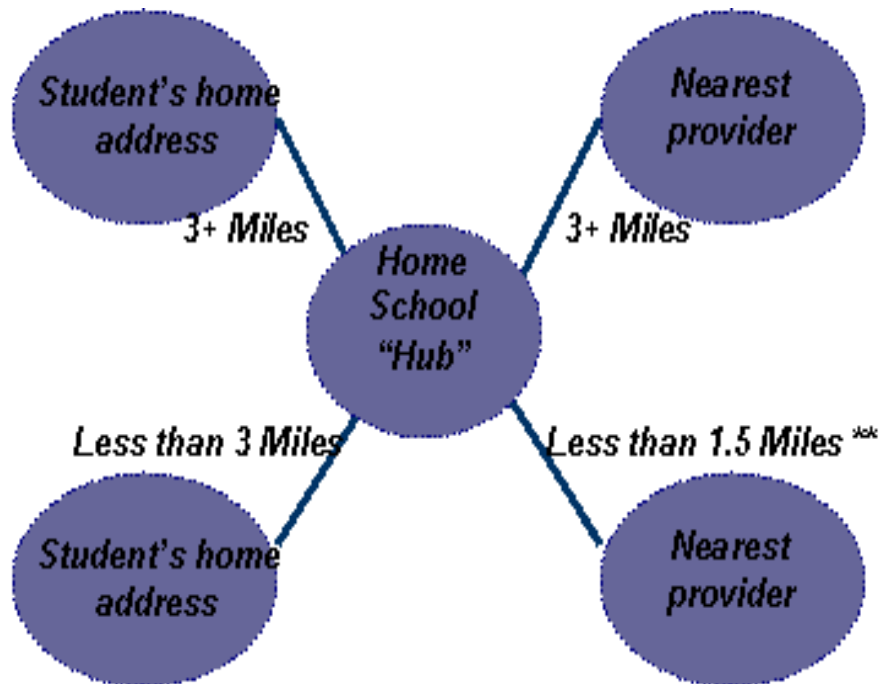 Student's home
address
Nearest
provider
3+ Miles
3+ Miles
Home
School
“Hub”
Less than 3 Miles
Less than 1.5 Miles **
Student's home
address
Nearest
provider